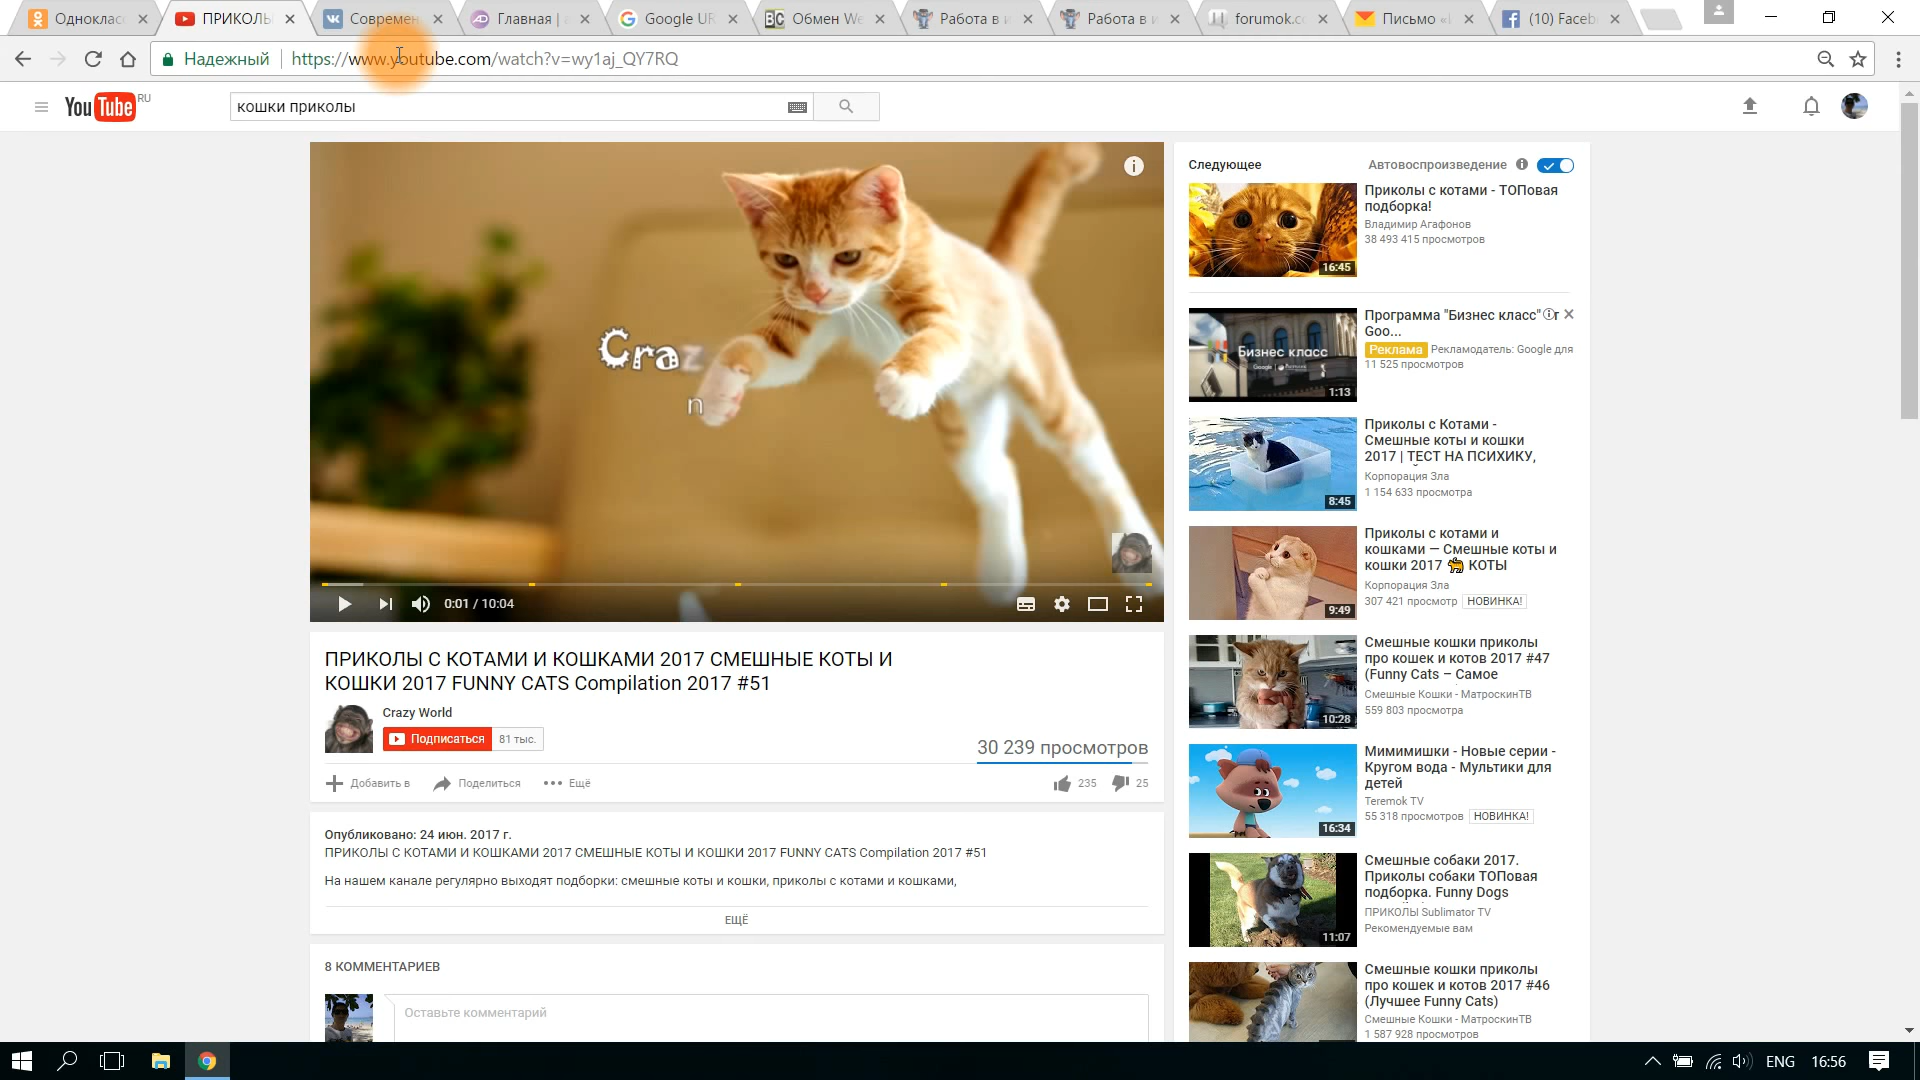 Однокласс
ПРИКОЛЫ
Современ
Главная |
Google UR
Обмен We
Работа в и
Работа в и
forumok.c
Письмо «
(10) Faceb
Надежный
https://www.youtube.com/watch?v=wy1aj_QY7RQ
YouTube RU
кошки приколы
Craz
n
0:01 / 10:04
ПРИКОЛЫ С КОТАМИ И КОШКАМИ 2017 СМЕШНЫЕ КОТЫ И
КОШКИ 2017 FUNNY CATS Compilation 2017 #51
Crazy World
Подписаться 81 тыс.
30 239 просмотров
Добавить в Поделиться Ещё 235 25
Опубликовано: 24 июн. 2017 г.
ПРИКОЛЫ С КОТАМИ И КОШКАМИ 2017 СМЕШНЫЕ КОТЫ И КОШКИ 2017 FUNNY CATS Compilation 2017 #51
На нашем канале регулярно выходят подборки: смешные коты и кошки, приколы с котами и кошками,
ЕЩЁ
8 КОММЕНТАРИЕВ
Оставьте комментарий
Следующее
Автовоспроизведение
16:45
Приколы с котами - ТОПовая
подборка!
Владимир Агафонов
38 493 415 просмотров
Бизнес класс
Google
1:13
Программа "Бизнес класс" от
Goo...
Реклама Рекламодатель: Google для
11 525 просмотров
8:45
Приколы с Котами -
Смешные коты и кошки
2017 | ТЕСТ НА ПСИХИКУ,
Корпорация Зла
1 154 633 просмотра
9:49
Приколы с котами и
кошками — Смешные коты и
кошки 2017 🐈 КОТЫ
Корпорация Зла
307 421 просмотр НОВИНКА!
10:28
Смешные кошки приколы
про кошек и котов 2017 #47
(Funny Cats – Самое
Смешные Кошки - МатроскинТВ
559 803 просмотра
16:34
Мимимишки - Новые серии -
Кругом вода - Мультики для
детей
Teremok TV
55 318 просмотров НОВИНКА!
11:07
Смешные собаки 2017.
Приколы собаки ТОПовая
подборка. Funny Dogs
ПРИКОЛЫ Sublimator TV
Рекомендуемые вам
Смешные кошки приколы
про кошек и котов 2017 #46
(Лучшее Funny Cats)
Смешные Кошки - МатроскинТВ
1 587 928 просмотров
ENG 16:56